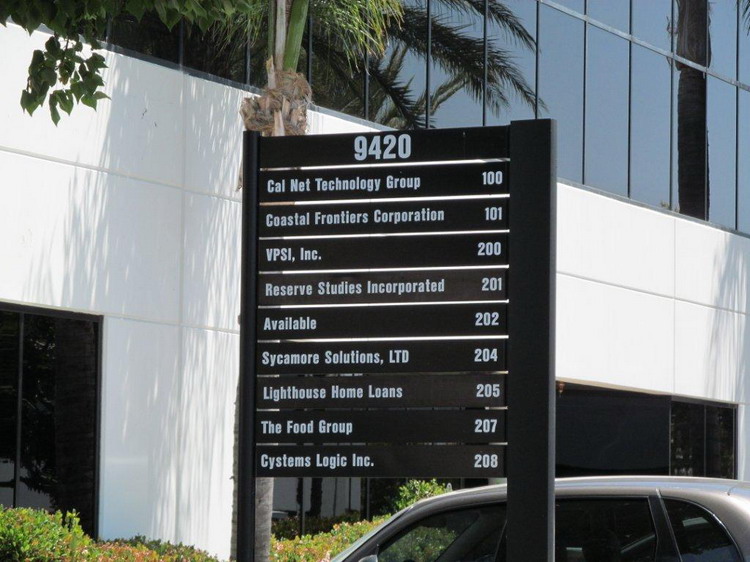 9420
Cal Net Technology Group 100
Coastal Frontiers Corporation 101
VPSI, Inc. 200
Reserve Studies Incorporated 201
Available 202
Sycamore Solutions, LTD 204
Lighthouse Home Loans 205
The Food Group 207
Cystems Logic Inc. 208